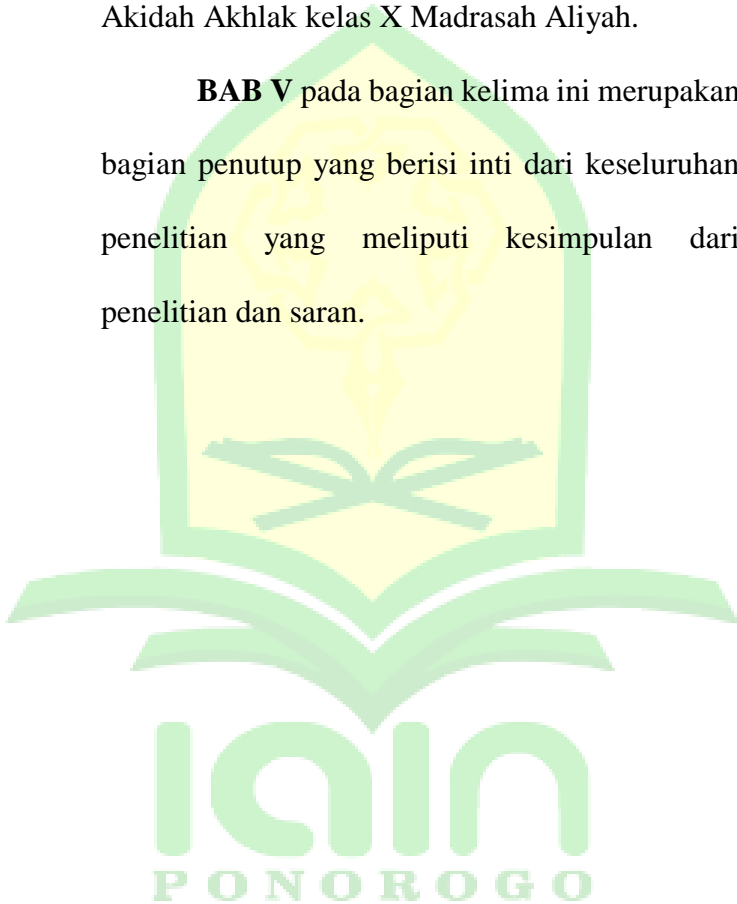 Akidah Akhlak kelas X Madrasah Aliyah.
BAB V pada bagian kelima ini merupakan
bagian penutup yang berisi inti dari keseluruhan
penelitian yang meliputi kesimpulan dari
penelitian dan saran.
iain
PONOROGO